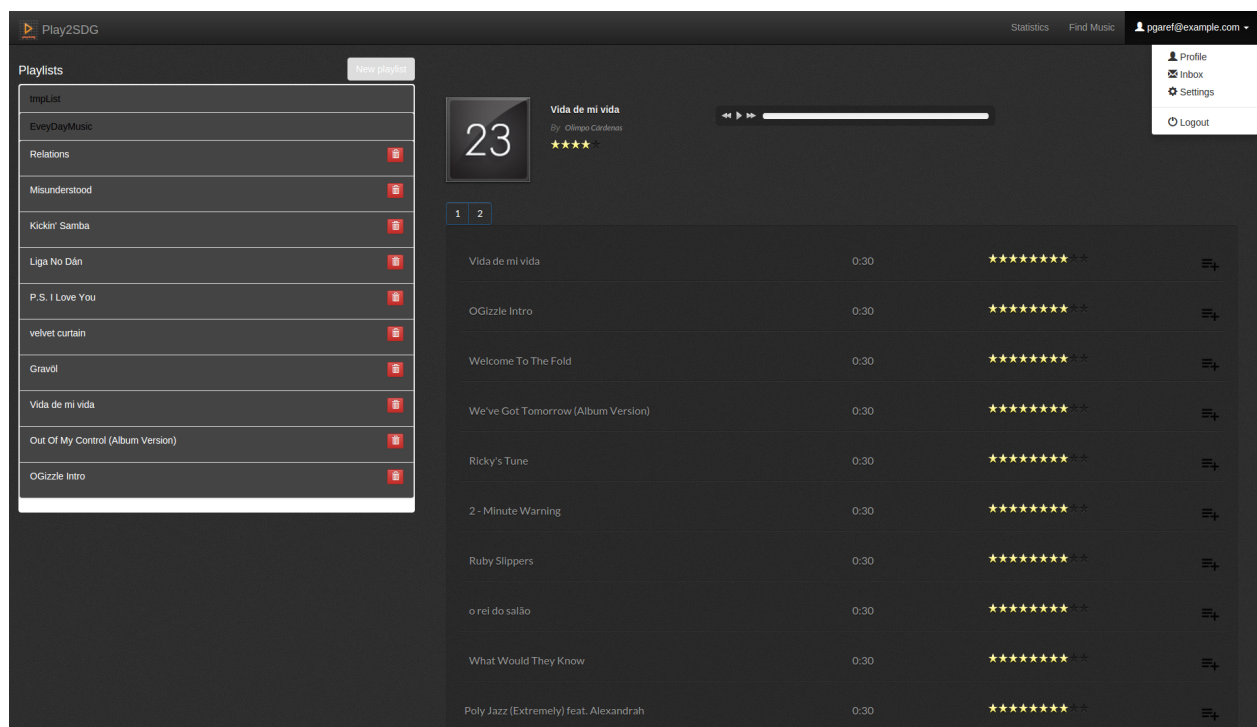 Play2SDG
Statistics Find Music pgaref@example.com
Profile
Inbox
Settings
Logout
Playlists New playlist
tmpList
EveyDayMusic
Relations
Misunderstood
Kickin' Samba
Liga No Dán
P.S. I Love You
velvet curtain
Gravöl
Vida de mi vida
Out Of My Control (Album Version)
OGizzle Intro
23
Vida de mi vida
By Olimpo Cárdenas
1 2
Vida de mi vida 0:30
OGizzle Intro 0:30
Welcome To The Fold 0:30
We've Got Tomorrow (Album Version) 0:30
Ricky's Tune 0:30
2 - Minute Warning 0:30
Ruby Slippers 0:30
o rei do salão 0:30
What Would They Know 0:30
Poly Jazz (Extremely) feat. Alexandrah 0:30